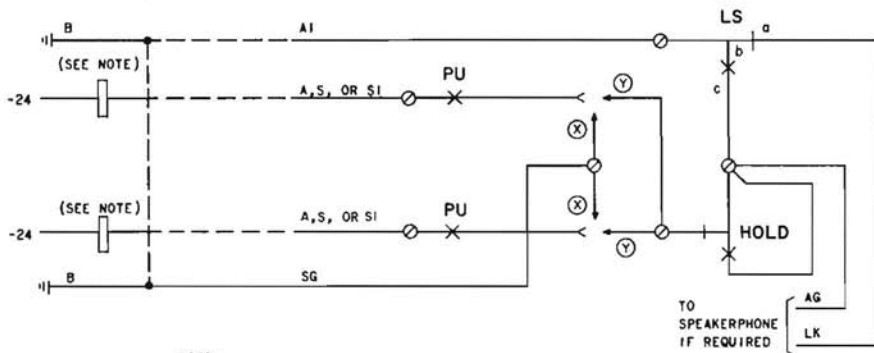 B A1 LS
a
b
(SEE NOTE) PU
-24 A,S, OR S1 Y
c
X
(SEE NOTE) PU X
-24 A,S, OR S1 Y HOLD
B SG
TO SPEAKERPHONE IF REQUIRED
AG
LK